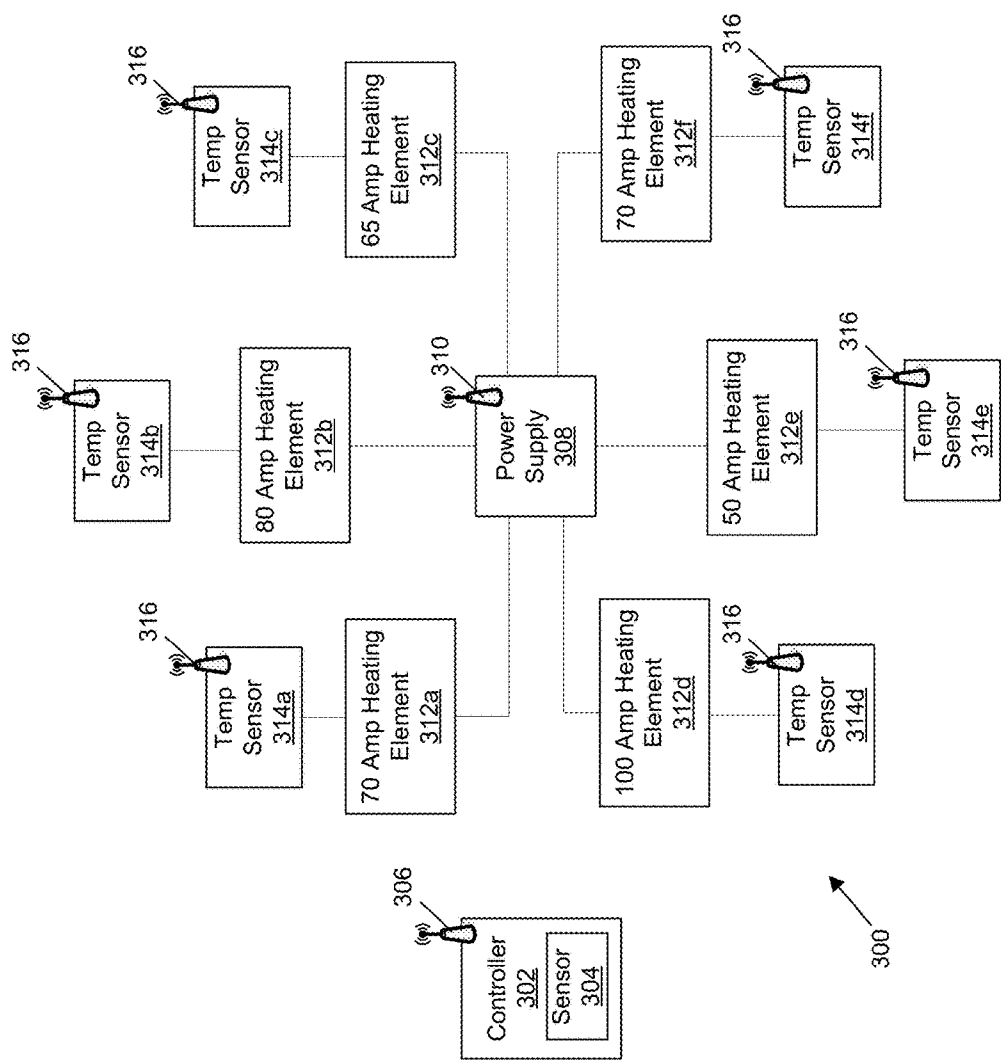 316
Temp
Sensor
314a
70 Amp Heating
Element
312a
316
Temp
Sensor
314b
80 Amp Heating
Element
312b
316
Temp
Sensor
314c
65 Amp Heating
Element
312c
306
Controller
302
Sensor
304
310
Power
Supply
308
100 Amp Heating
Element
312d
316
Temp
Sensor
314d
50 Amp Heating
Element
312e
316
Temp
Sensor
314e
70 Amp Heating
Element
312f
316
Temp
Sensor
314f
300